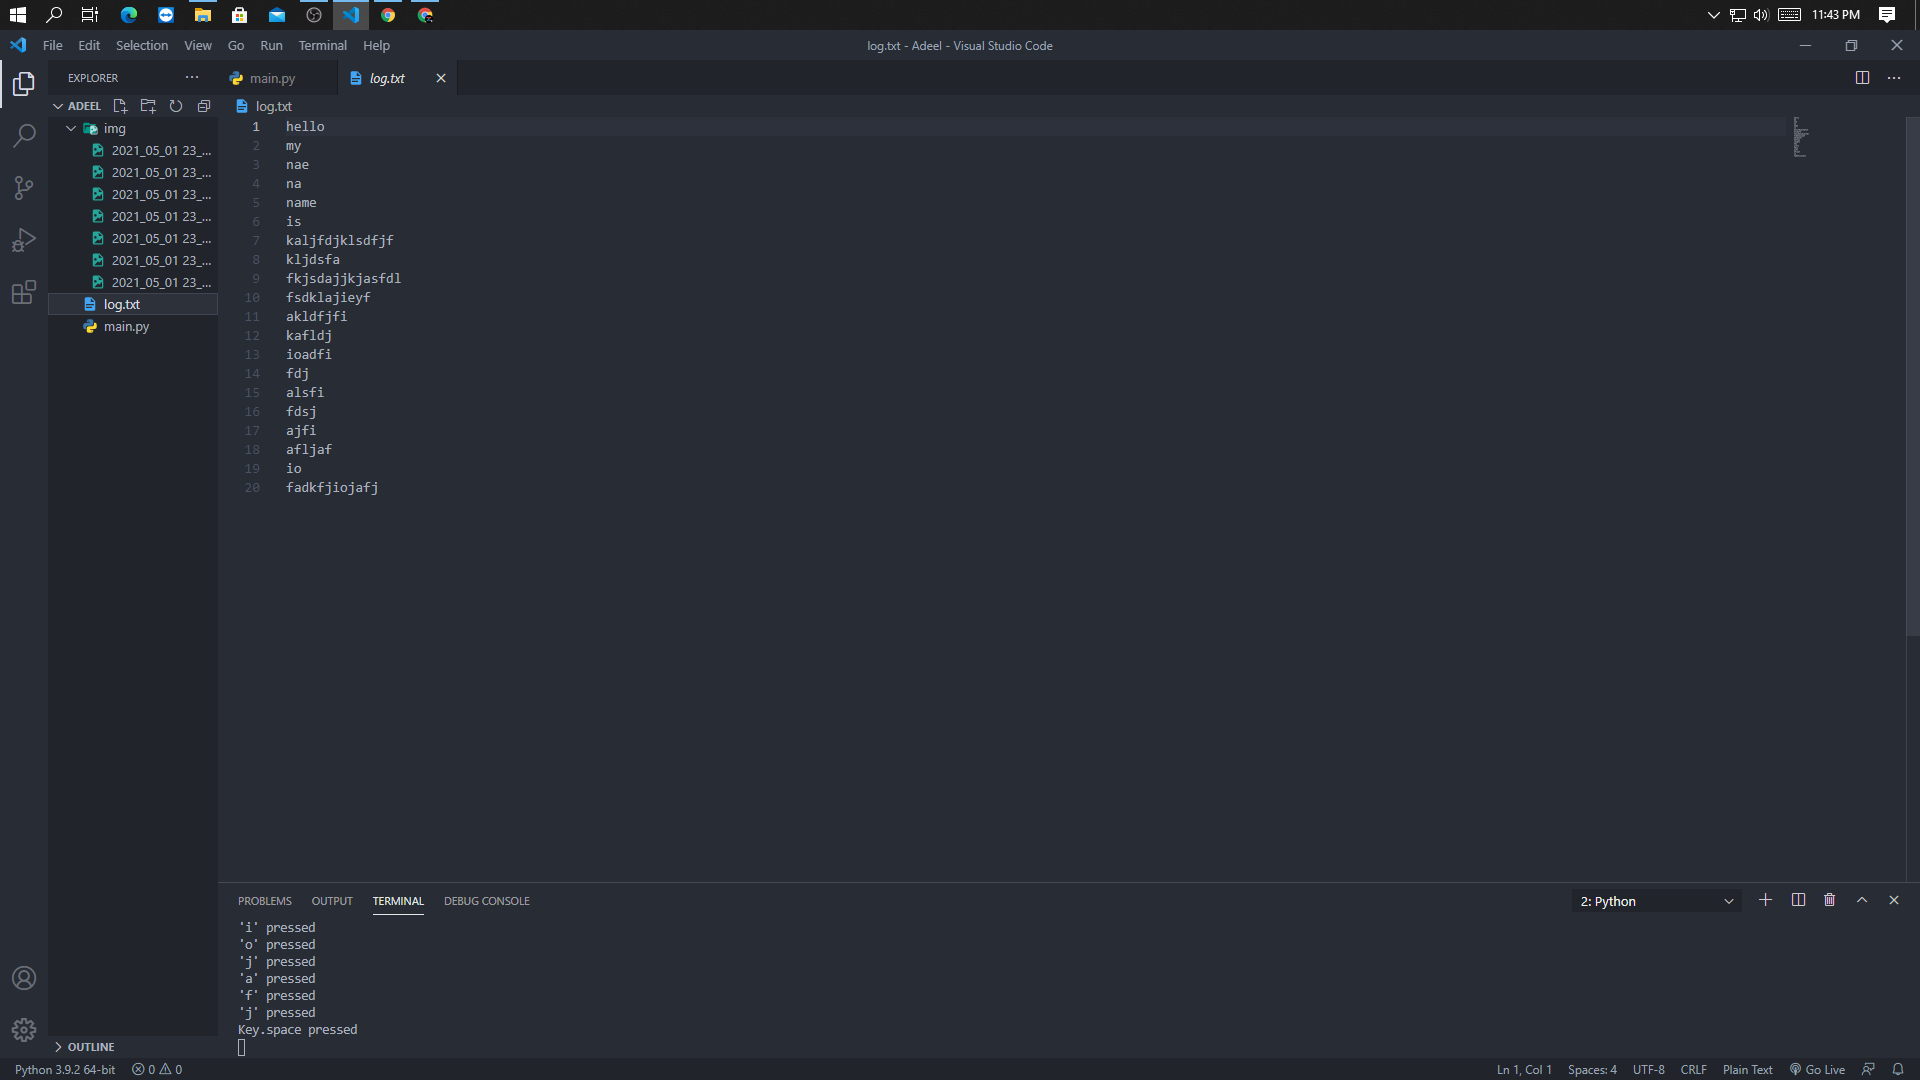 11:43 PM
File Edit Selection View Go Run Terminal Help
log.txt - Adeel - Visual Studio Code
EXPLORER
main.py
log.txt
ADEEL
log.txt
img
2021_05_01 23_...
2021_05_01 23_...
2021_05_01 23_...
2021_05_01 23_...
2021_05_01 23_...
2021_05_01 23_...
2021_05_01 23_...
log.txt
main.py
1 hello
2 my
3 nae
4 na
5 name
6 is
7 kaljfdjklsdfjf
8 kljdsfa
9 fkjsdajjkjasfdl
10 fsdklajieyf
11 akldfjfi
12 kafldj
13 ioadfi
14 fdj
15 alsfi
16 fdsj
17 ajfi
18 afljaf
19 io
20 fadkfjiojafj
PROBLEMS OUTPUT TERMINAL DEBUG CONSOLE
2: Python
'i' pressed
'o' pressed
'j' pressed
'a' pressed
'f' pressed
'j' pressed
Key.space pressed
OUTLINE
Python 3.9.2 64-bit 0 0
Ln 1, Col 1 Spaces: 4 UTF-8 CRLF Plain Text Go Live